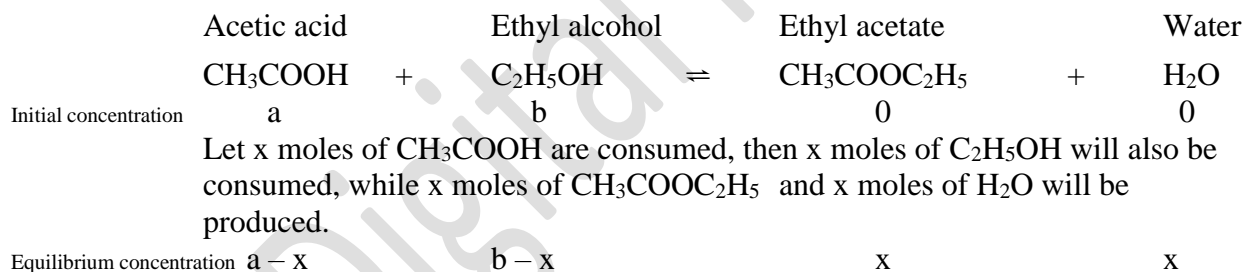 Acetic acid Ethyl alcohol Ethyl acetate Water
CH₃COOH + C₂H₅OH ⇌ CH₃COOC₂H₅ + H₂O
Initial concentration a b 0 0
Let x moles of CH₃COOH are consumed, then x moles of C₂H₅OH will also be
consumed, while x moles of CH₃COOC₂H₅ and x moles of H₂O will be
produced.
Equilibrium concentration a – x b – x x x
Digital